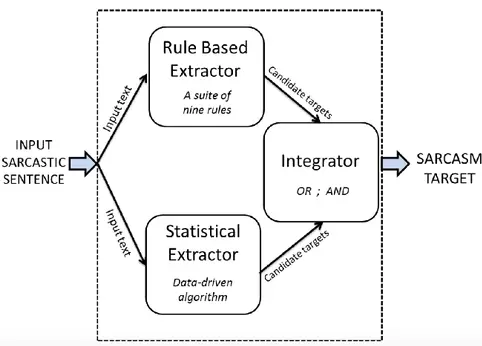 INPUT
SARCASTIC
SENTENCE
Input text
Input text
Rule Based
Extractor
A suite of
nine rules
Statistical
Extractor
Data-driven
algorithm
Candidate targets
Candidate targets
Integrator
OR ; AND
SARCASM
TARGET